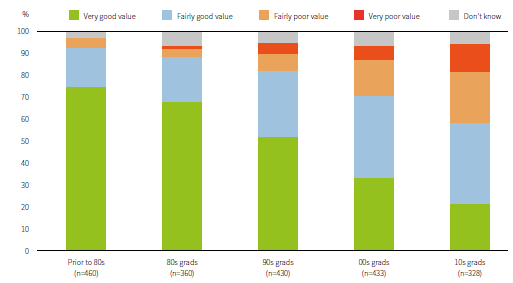 %
Very good value
Fairly good value
Fairly poor value
Very poor value
Don't know
100
90
80
70
60
50
40
30
20
10
0
Prior to 80s
(n=460)
80s grads
(n=360)
90s grads
(n=430)
00s grads
(n=433)
10s grads
(n=328)